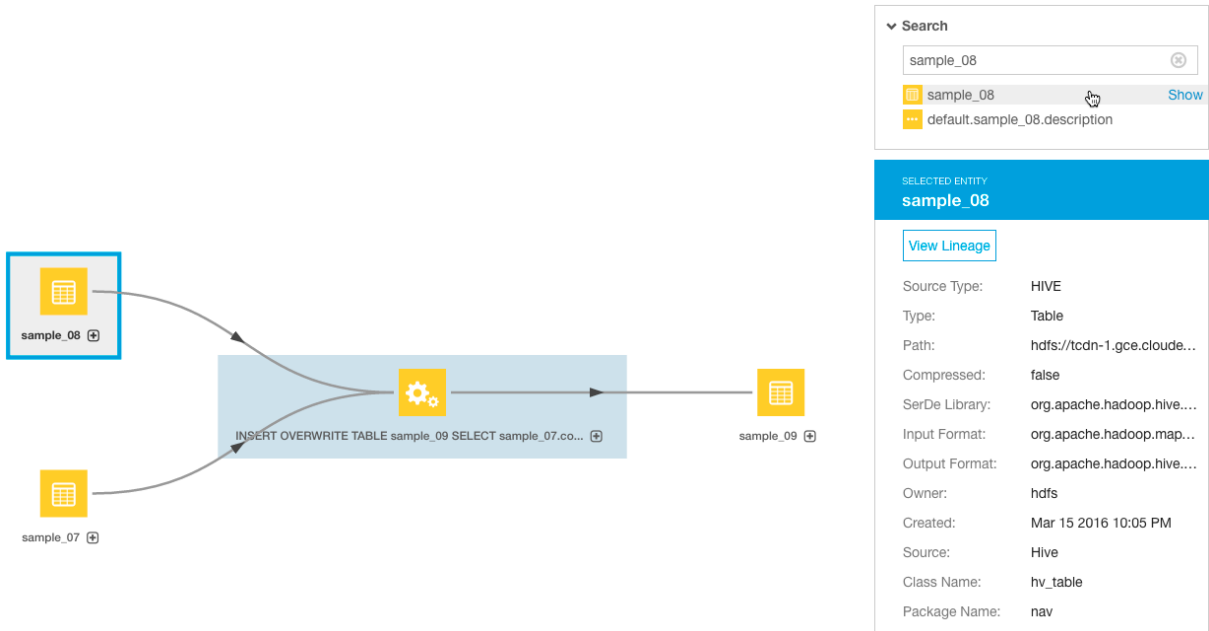 Search
sample_08
sample_08 Show
default.sample_08.description
SELECTED ENTITY
sample_08
View Lineage
Source Type: HIVE
Type: Table
Path: hdfs://tcdn-1.gce.cloude...
Compressed: false
SerDe Library: org.apache.hadoop.hive....
Input Format: org.apache.hadoop.map...
Output Format: org.apache.hadoop.hive....
Owner: hdfs
Created: Mar 15 2016 10:05 PM
Source: Hive
Class Name: hv_table
Package Name: nav
sample_08
INSERT OVERWRITE TABLE sample_09 SELECT sample_07.co...
sample_09
sample_07